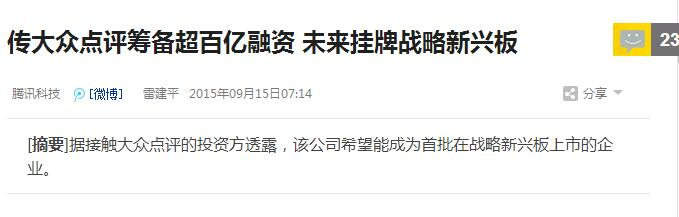 传大众点评筹备超百亿融资 未来挂牌战略新兴板
23
腾讯科技 [微博] 雷建平 2015年09月15日07:14 分享
[摘要]据接触大众点评的投资方透露，该公司希望能成为首批在战略新兴板上市的企
业。